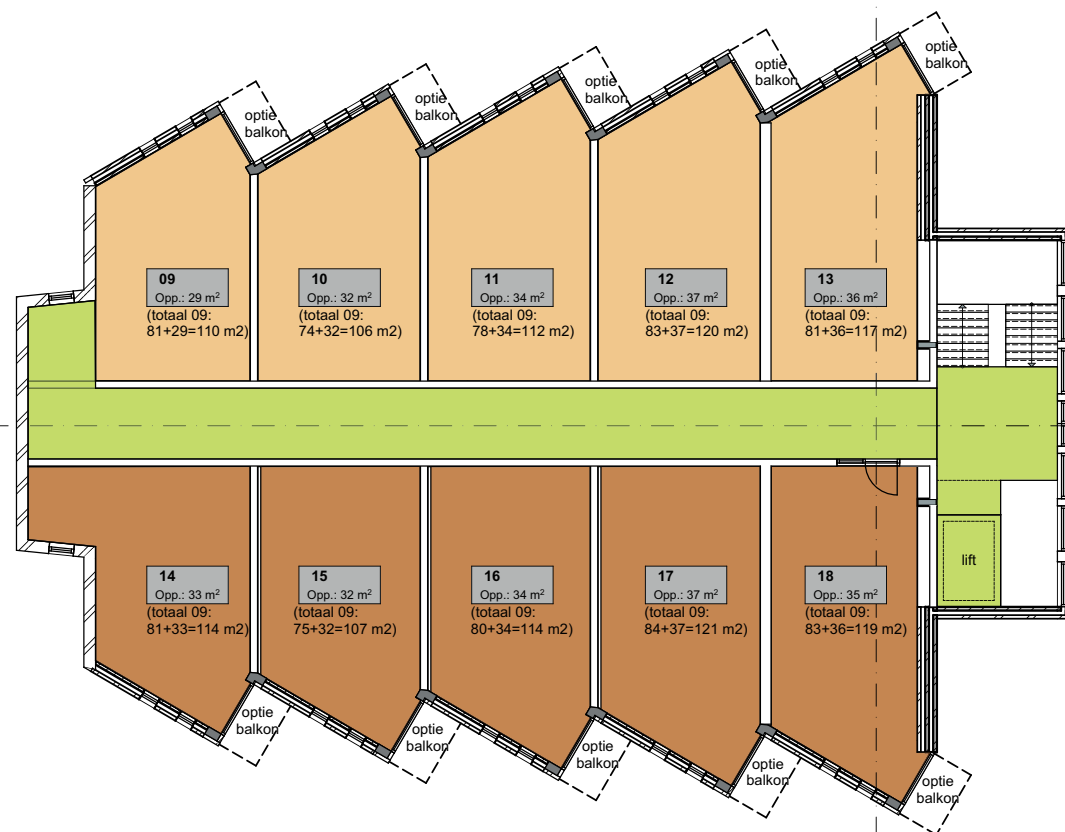 optie
balkon
optie
balkon
optie
balkon
optie
balkon
optie
balkon
09
Opp.: 29 m²
(totaal 09:
81+29=110 m2)
10
Opp.: 32 m²
(totaal 09:
74+32=106 m2)
11
Opp.: 34 m²
(totaal 09:
78+34=112 m2)
12
Opp.: 37 m²
(totaal 09:
83+37=120 m2)
13
Opp.: 36 m²
(totaal 09:
81+36=117 m2)
14
Opp.: 33 m²
(totaal 09:
81+33=114 m2)
15
Opp.: 32 m²
(totaal 09:
75+32=107 m2)
16
Opp.: 34 m²
(totaal 09:
80+34=114 m2)
17
Opp.: 37 m²
(totaal 09:
84+37=121 m2)
18
Opp.: 35 m²
(totaal 09:
83+36=119 m2)
lift
optie
balkon
optie
balkon
optie
balkon
optie
balkon
optie
balkon